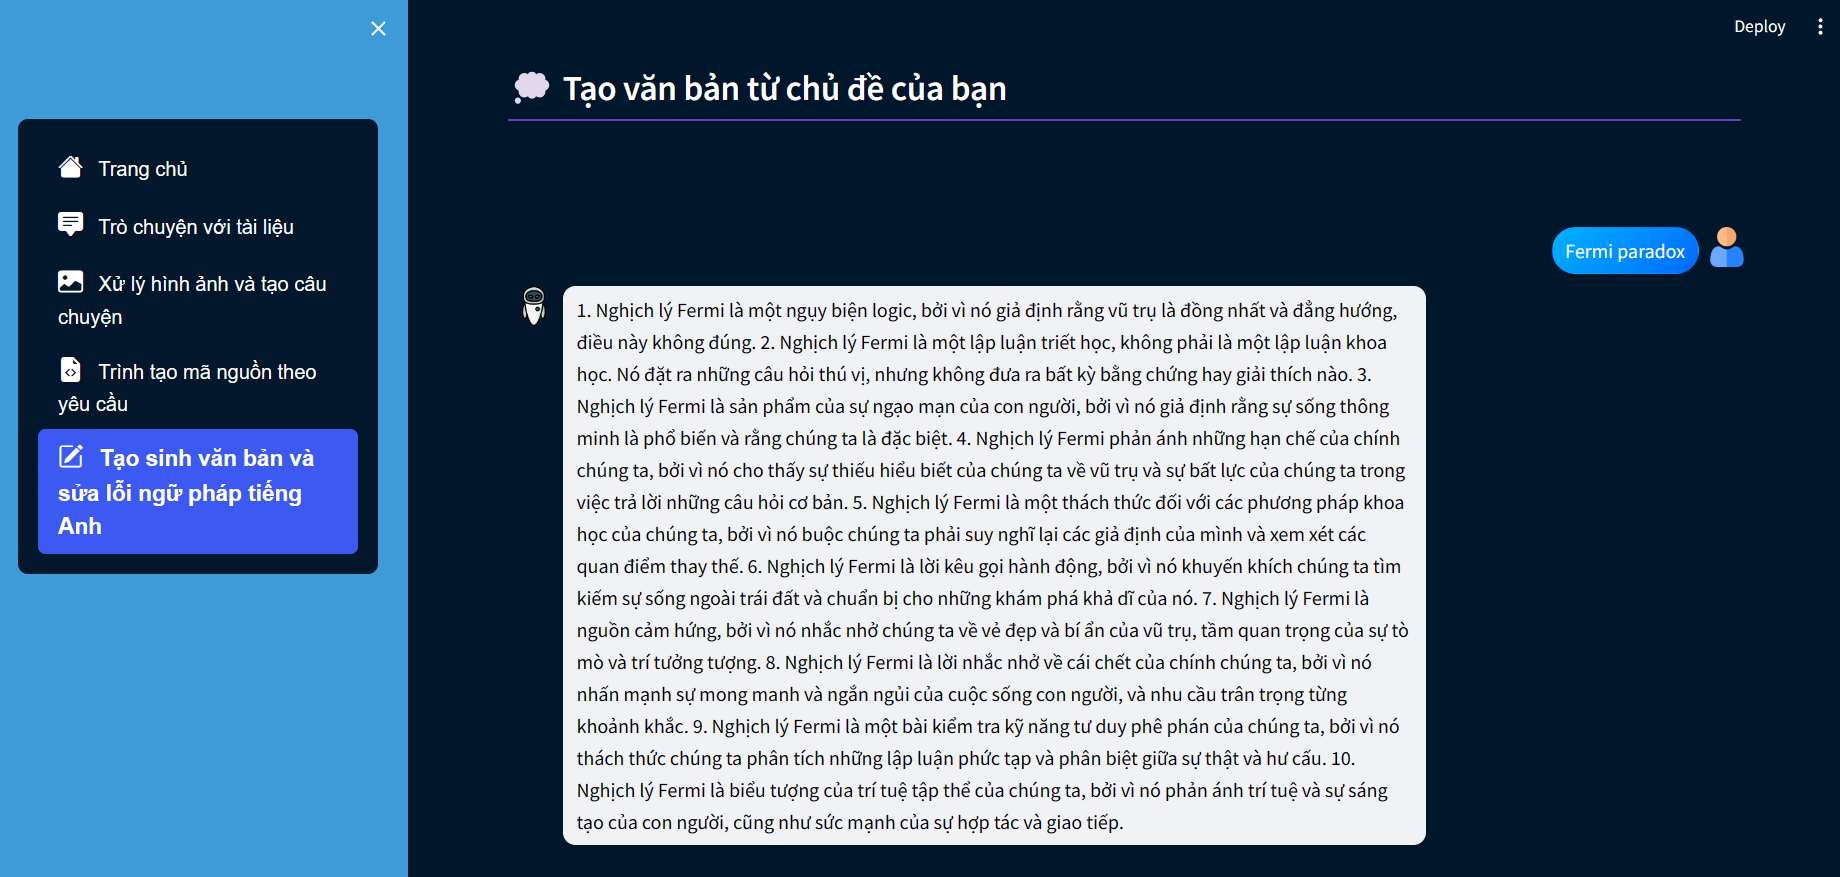 Deploy
Trang chủ
Trò chuyện với tài liệu
Xử lý hình ảnh và tạo câu
chuyện
Trình tạo mã nguồn theo
yêu cầu
Tạo sinh văn bản và
sửa lỗi ngữ pháp tiếng
Anh
Tạo văn bản từ chủ đề của bạn
Fermi paradox
1. Nghịch lý Fermi là một ngụy biện logic, bởi vì nó giả định rằng vũ trụ là đồng nhất và đẳng hướng,
điều này không đúng. 2. Nghịch lý Fermi là một lập luận triết học, không phải là một lập luận khoa
học. Nó đặt ra những câu hỏi thú vị, nhưng không đưa ra bất kỳ bằng chứng hay giải thích nào. 3.
Nghịch lý Fermi là sản phẩm của sự ngạo mạn của con người, bởi vì nó giả định rằng sự sống thông
minh là phổ biến và rằng chúng ta là đặc biệt. 4. Nghịch lý Fermi phản ánh những hạn chế của chính
chúng ta, bởi vì nó cho thấy sự thiếu hiểu biết của chúng ta về vũ trụ và sự bất lực của chúng ta trong
việc trả lời những câu hỏi cơ bản. 5. Nghịch lý Fermi là một thách thức đối với các phương pháp khoa
học của chúng ta, bởi vì nó buộc chúng ta phải suy nghĩ lại các giả định của mình và xem xét các
quan điểm thay thế. 6. Nghịch lý Fermi là lời kêu gọi hành động, bởi vì nó khuyến khích chúng ta tìm
kiếm sự sống ngoài trái đất và chuẩn bị cho những khám phá khả dĩ của nó. 7. Nghịch lý Fermi là
nguồn cảm hứng, bởi vì nó nhắc nhở chúng ta về vẻ đẹp và bí ẩn của vũ trụ, tầm quan trọng của sự tò
mò và trí tưởng tượng. 8. Nghịch lý Fermi là lời nhắc nhở về cái chết của chính chúng ta, bởi vì nó
nhấn mạnh sự mong manh và ngắn ngủi của cuộc sống con người, và nhu cầu trân trọng từng
khoảnh khắc. 9. Nghịch lý Fermi là một bài kiểm tra kỹ năng tư duy phê phán của chúng ta, bởi vì nó
thách thức chúng ta phân tích những lập luận phức tạp và phân biệt giữa sự thật và hư cấu. 10.
Nghịch lý Fermi là biểu tượng của trí tuệ tập thể của chúng ta, bởi vì nó phản ánh trí tuệ và sự sáng
tạo của con người, cũng như sức mạnh của sự hợp tác và giao tiếp.